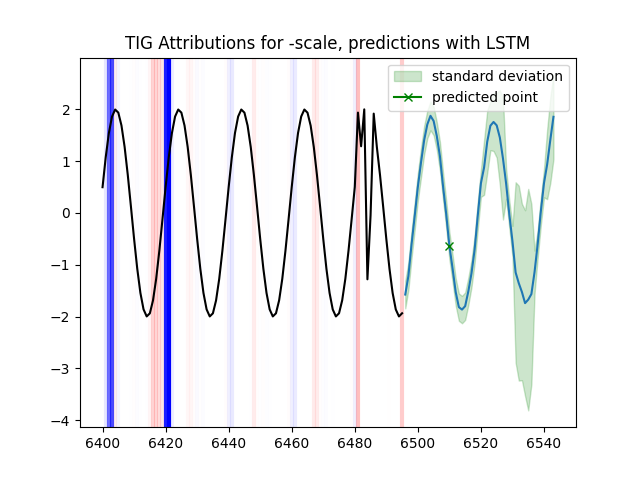 TIG Attributions for -scale, predictions with LSTM
standard deviation
predicted point
2
1
0
−1
−2
−3
−4
6400 6420 6440 6460 6480 6500 6520 6540